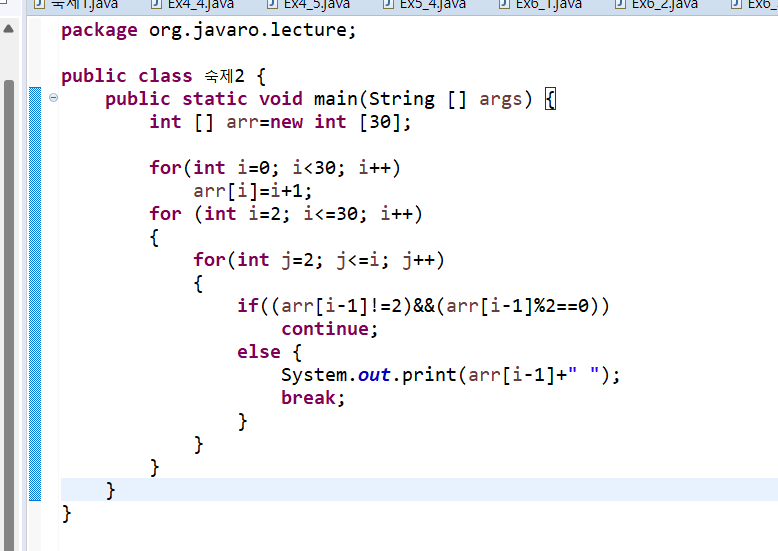 숙제1.java Ex4_4.java Ex4_5.java Ex5_4.java Ex6_1.java Ex6_2.java
package org.javaro.lecture;
public class 숙제2 {
public static void main(String [] args) {
int [] arr=new int [30];
for(int i=0; i<30; i++)
arr[i]=i+1;
for (int i=2; i<=30; i++)
{
for(int j=2; j<=i; j++)
{
if((arr[i-1]!=2)&&(arr[i-1]%2==0))
continue;
else {
System.out.print(arr[i-1]+" ");
break;
}
}
}
}
}